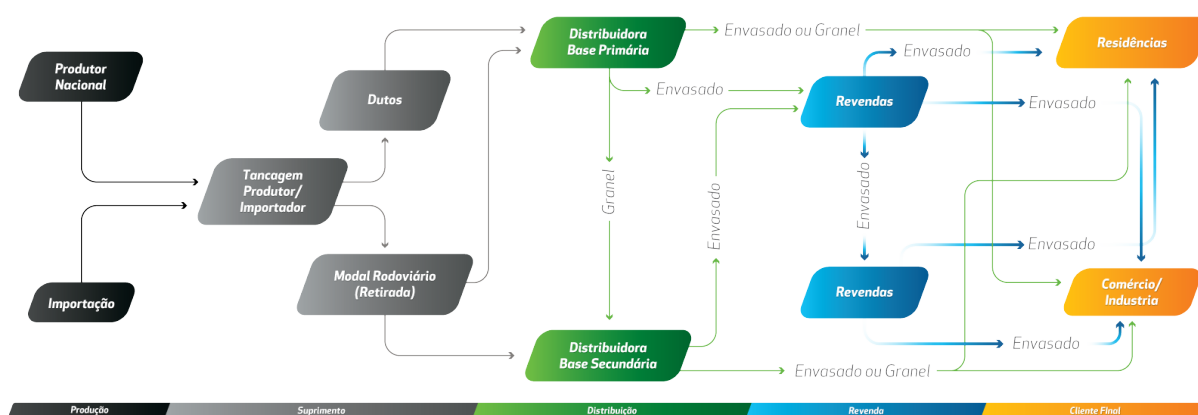 Produtor
Nacional
Importação
Tancagem
Produtor/
Importador
Dutos
Modal Rodoviário
(Retirada)
Distribuidora
Base Primária
Envasado ou Granel
Envasado
Granel
Envasado
Distribuidora
Base Secundária
Envasado ou Granel
Revendas
Envasado
Envasado
Envasado
Revendas
Envasado
Envasado
Residências
Comércio/
Industria
Produção
Suprimento
Distribuição
Revenda
Cliente FInal